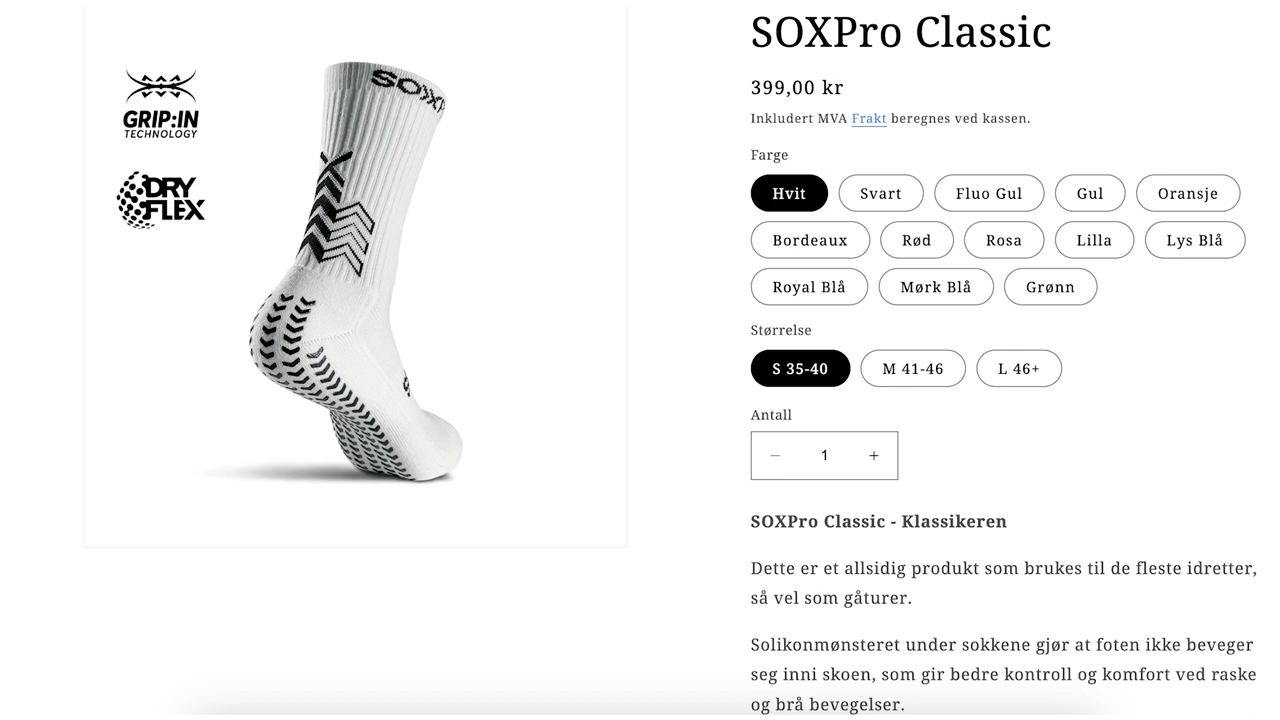 GRIP:IN
TECHNOLOGY
DRY
FLEX
SOXP
SOXPro Classic
399,00 kr
Inkludert MVA Frakt beregnes ved kassen.
Farge
Hvit Svart Fluo Gul Gul Oransje
Bordeaux Rød Rosa Lilla Lys Blå
Royal Blå Mørk Blå Grønn
Størrelse
S 35-40 M 41-46 L 46+
Antall
− 1 +
SOXPro Classic - Klassikeren
Dette er et allsidig produkt som brukes til de fleste idretter,
så vel som gåturer.
Solikonmønsteret under sokkene gjør at foten ikke beveger
seg inni skoen, som gir bedre kontroll og komfort ved raske
og brå bevegelser.